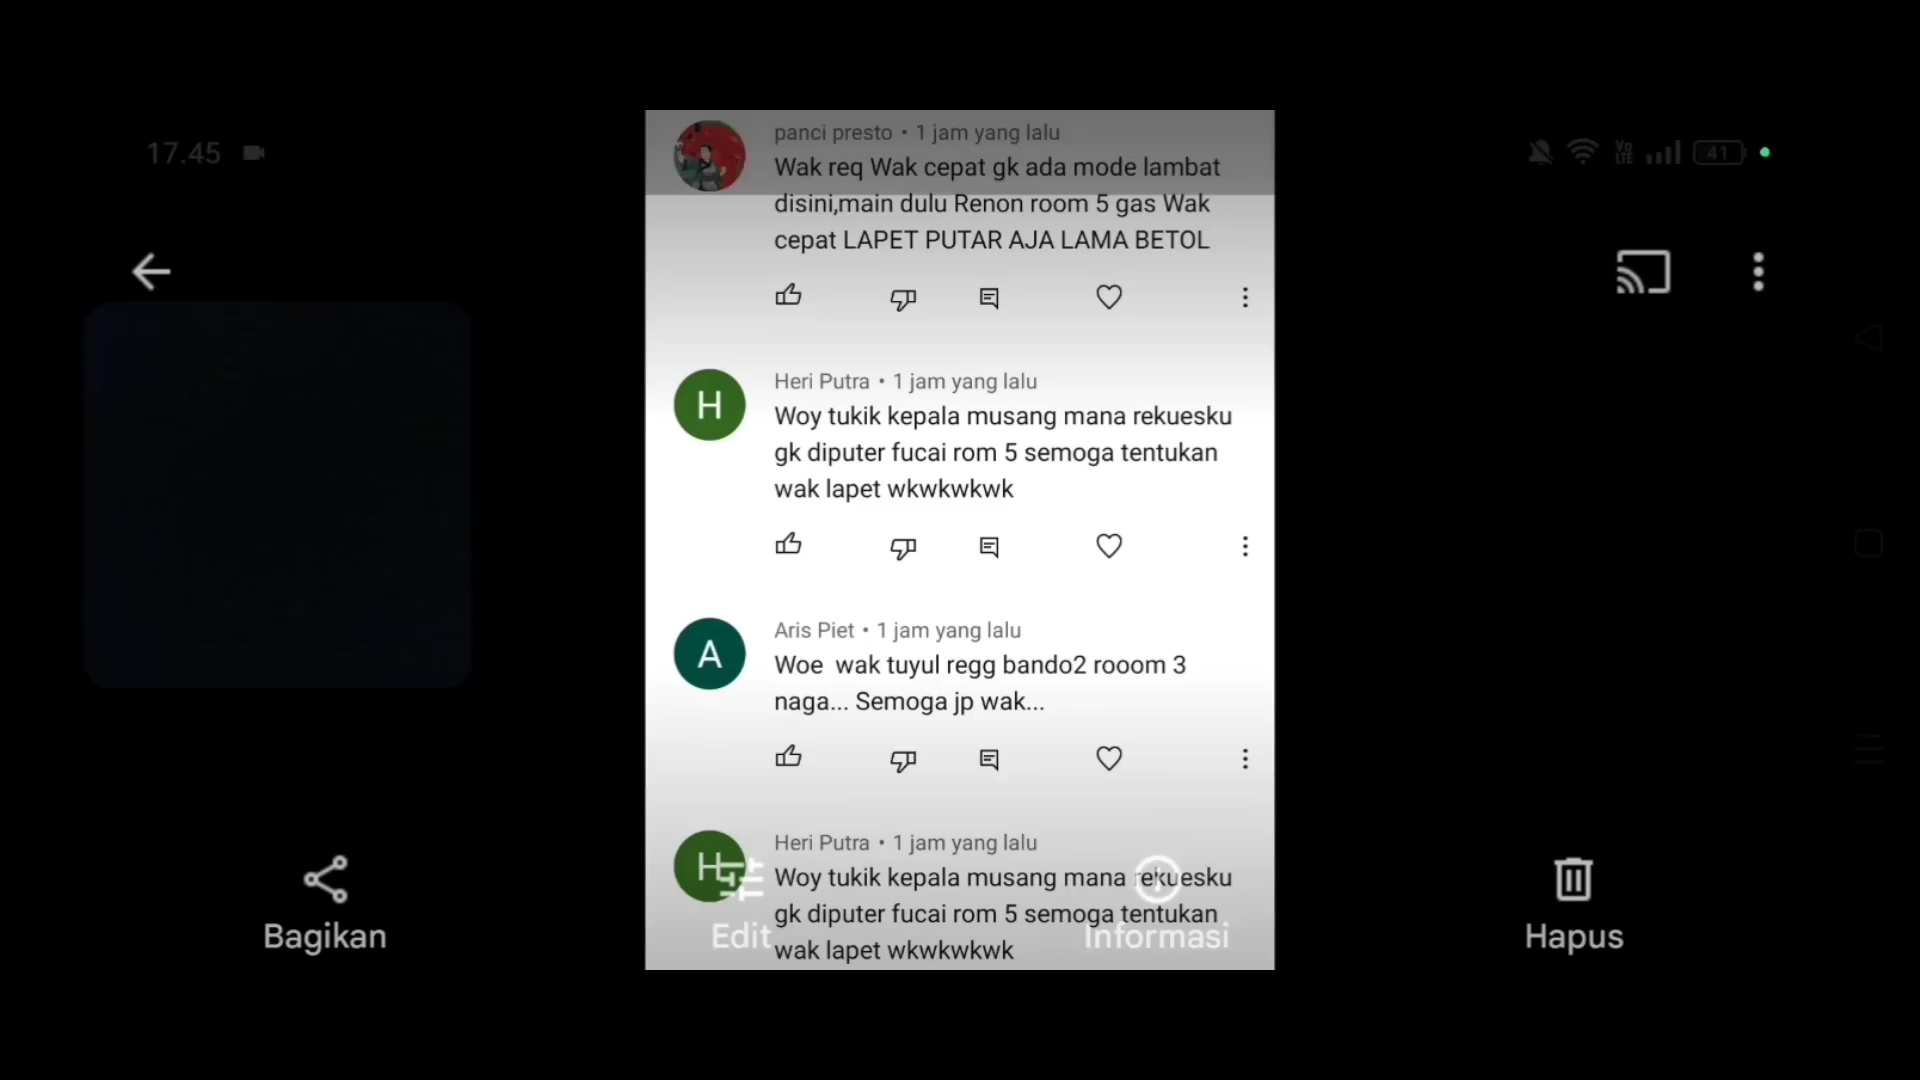 17.45
Vo
LTE
41
panci presto • 1 jam yang lalu
Wak req Wak cepat gk ada mode lambat
disini,main dulu Renon room 5 gas Wak
cepat LAPET PUTAR AJA LAMA BETOL
H
Heri Putra • 1 jam yang lalu
Woy tukik kepala musang mana rekuesku
gk diputer fucai rom 5 semoga tentukan
wak lapet wkwkwkwk
A
Aris Piet • 1 jam yang lalu
Woe  wak tuyul regg bando2 rooom 3
naga... Semoga jp wak...
H
Heri Putra • 1 jam yang lalu
Woy tukik kepala musang mana rekuesku
gk diputer fucai rom 5 semoga tentukan
wak lapet wkwkwkwk
Bagikan
Edit
Informasi
Hapus